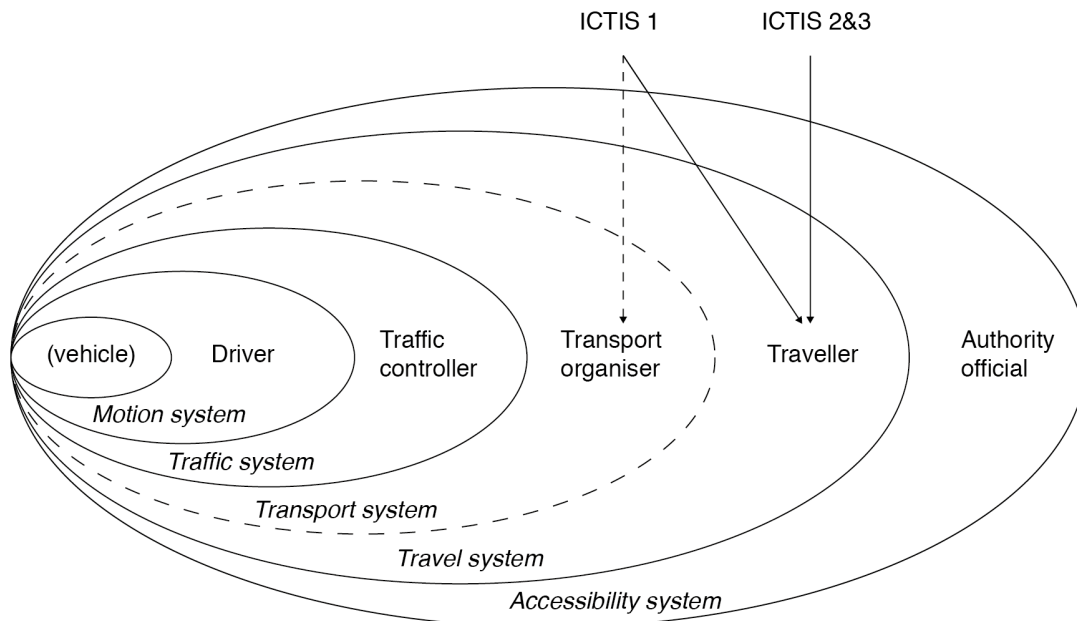 ICTIS 1
ICTIS 2&3
(vehicle)
Driver
Traffic
controller
Transport
organiser
Traveller
Authority
official
Motion system
Traffic system
Transport system
Travel system
Accessibility system